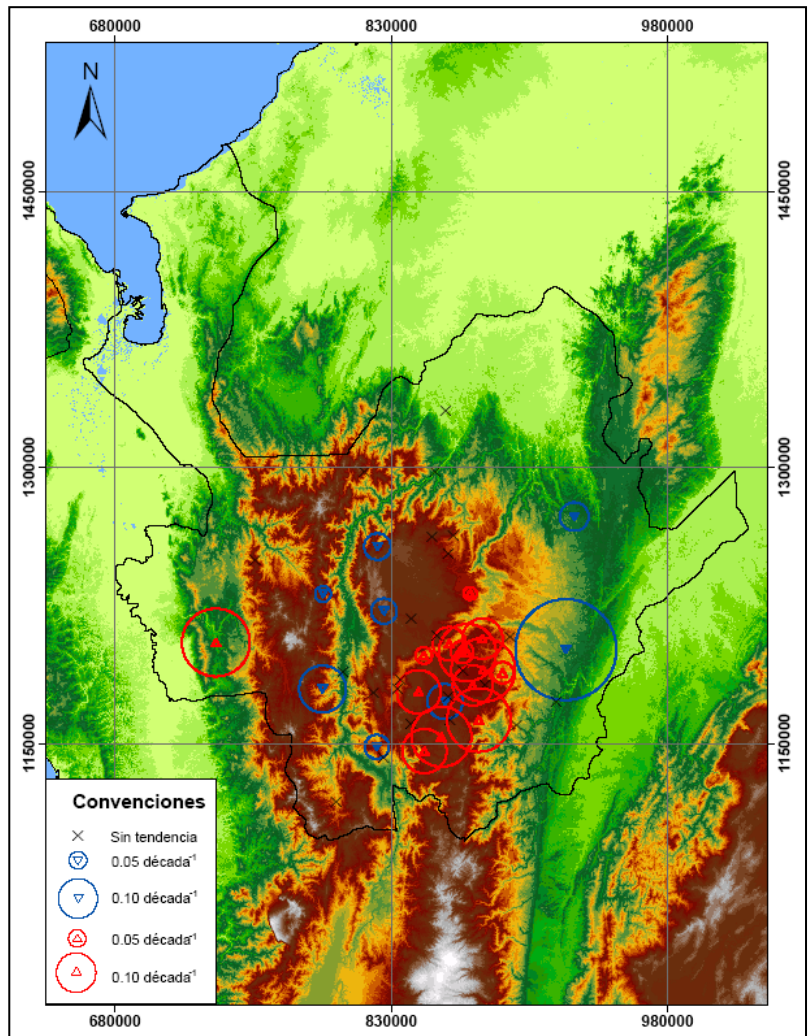 680000 830000 980000
N
1450000 1450000
1300000 1300000
1150000 1150000
Convenciones
Sin tendencia
0.05 década⁻¹
0.10 década⁻¹
0.05 década⁻¹
0.10 década⁻¹
680000 830000 980000